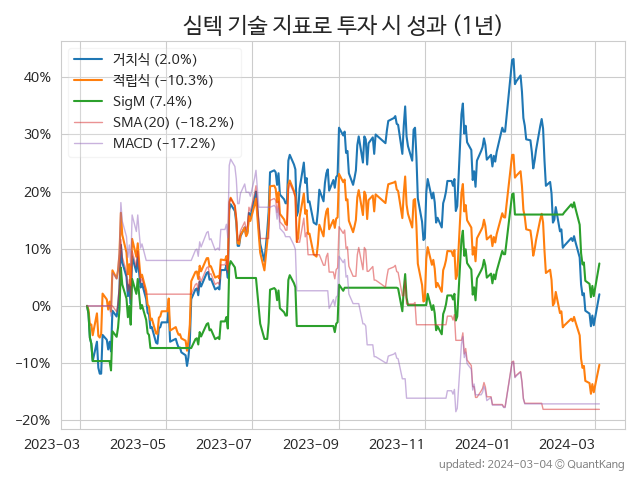 심텍 기술 지표로 투자 시 성과 (1년)
거치식 (2.0%)
적립식 (−10.3%)
SigM (7.4%)
SMA(20) (−18.2%)
MACD (−17.2%)
40%
30%
20%
10%
0%
−10%
−20%
2023−03 2023−05 2023−07 2023−09 2023−11 2024−01 2024−03
updated: 2024−03−04 © QuantKang